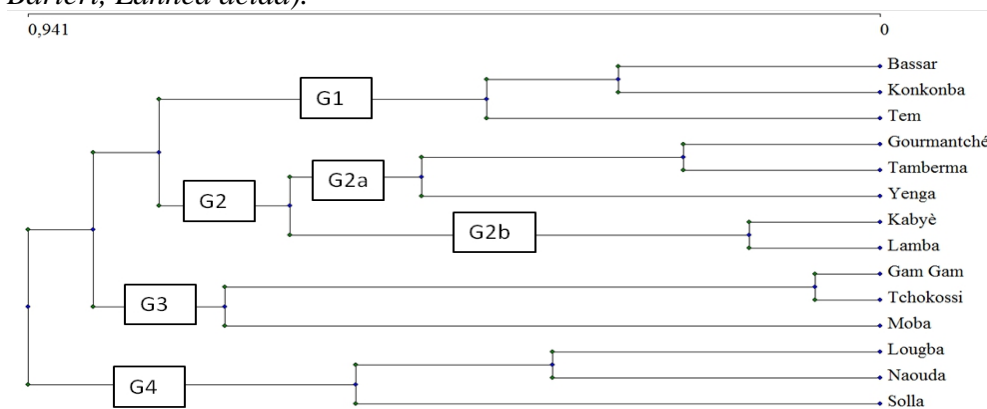 Barteri, Lannea acida).
0,941 0
Bassar
G1
Konkonba
Tem
Gourmantché
G2a
Tamberma
G2
Yenga
Kabyè
G2b
Lamba
Gam Gam
G3
Tchokossi
Moba
Lougba
G4
Naouda
Solla